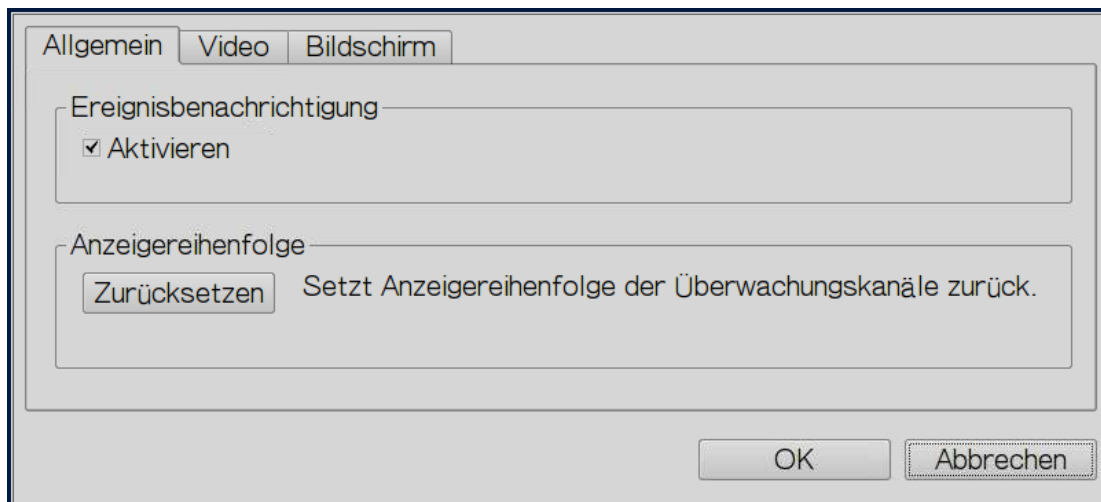 Allgemein Video Bildschirm
Ereignisbenachrichtigung
Aktivieren
Anzeigereihenfolge
Zurücksetzen Setzt Anzeigereihenfolge der Überwachungskanäle zurück.
OK Abbrechen